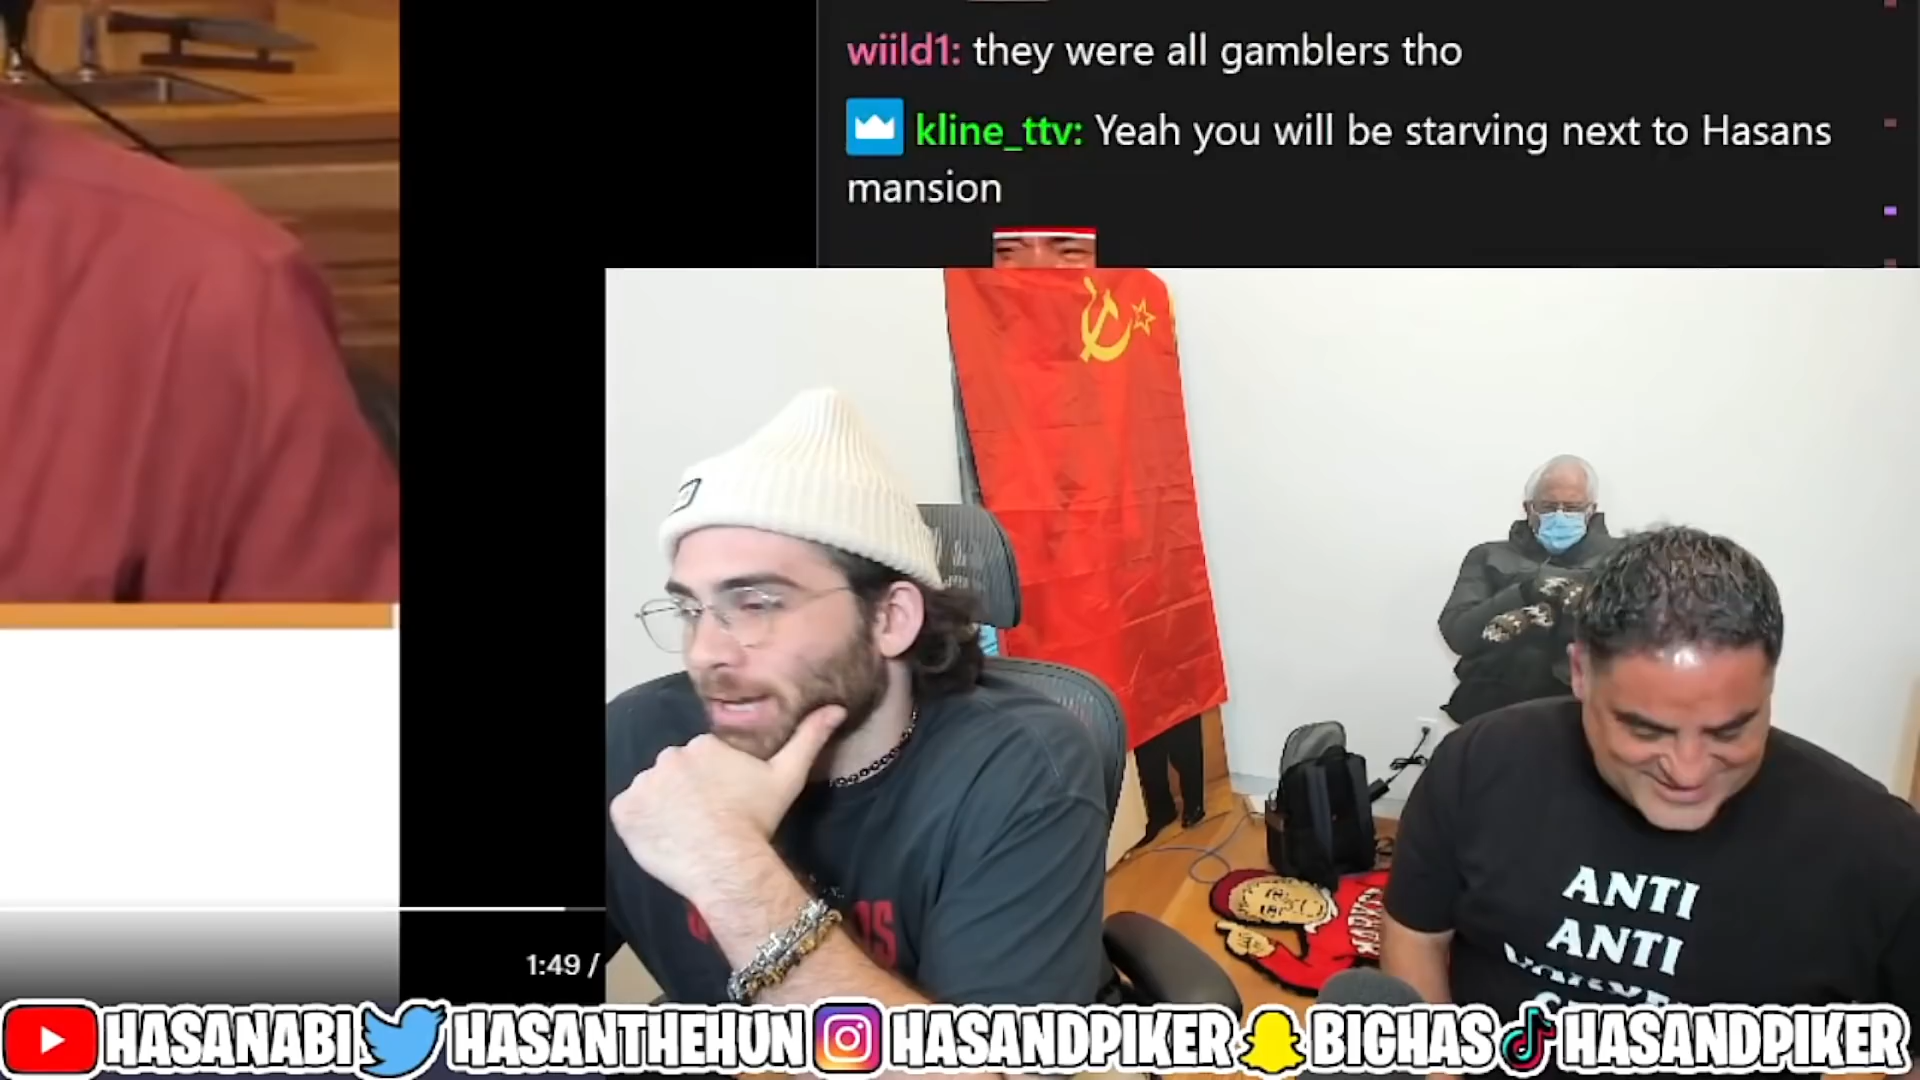 wiild1: they were all gamblers tho
kline_ttv: Yeah you will be starving next to Hasans
mansion
ANTI
ANTI
1:49 /
HASANABI HASANTHEHUN HASANDPIKER BIGHAS HASANDPIKER